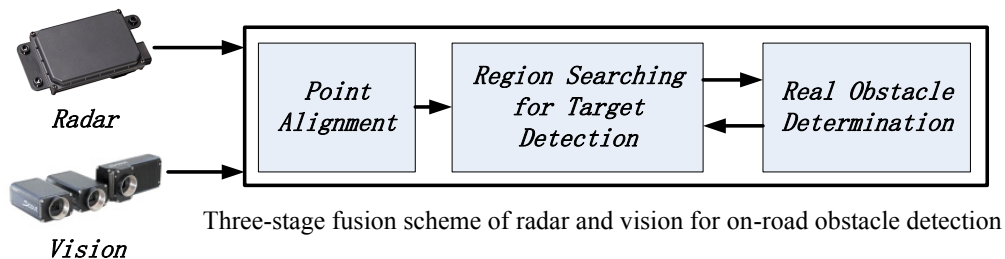 Radar
Vision
Point
Alignment
Region Searching
for Target
Detection
Real Obstacle
Determination
Three-stage fusion scheme of radar and vision for on-road obstacle detection